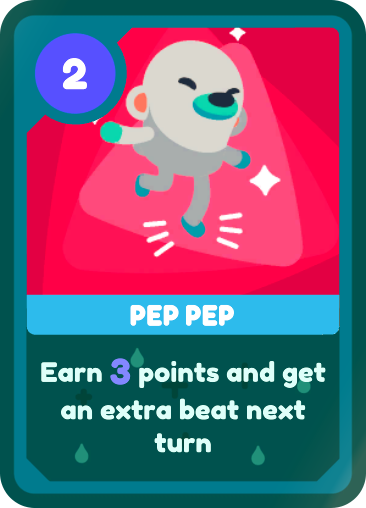 2
PEP PEP
Earn 3 points and get
an extra beat next
turn